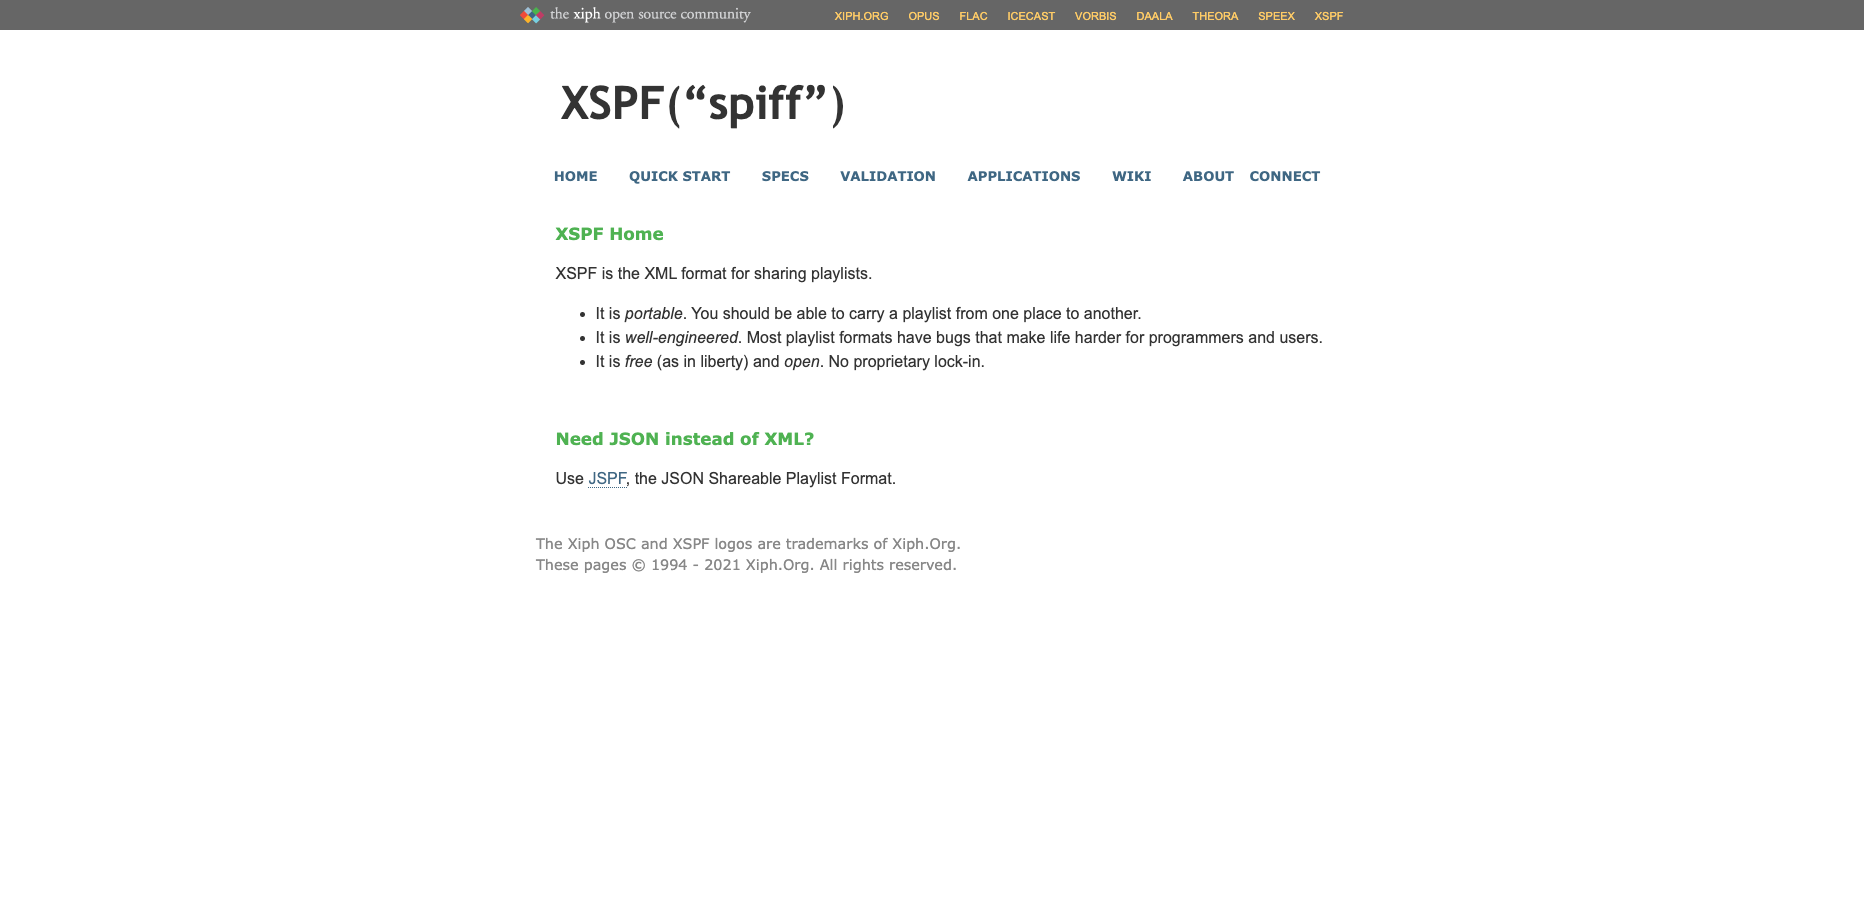 the xiph open source community XIPH.ORG OPUS FLAC ICECAST VORBIS DAALA THEORA SPEEX XSPF
XSPF(“spiff”)
HOME QUICK START SPECS VALIDATION APPLICATIONS WIKI ABOUT CONNECT
XSPF Home
XSPF is the XML format for sharing playlists.
• It is portable. You should be able to carry a playlist from one place to another.
• It is well-engineered. Most playlist formats have bugs that make life harder for programmers and users.
• It is free (as in liberty) and open. No proprietary lock-in.
Need JSON instead of XML?
Use JSPF, the JSON Shareable Playlist Format.
The Xiph OSC and XSPF logos are trademarks of Xiph.Org.
These pages © 1994 - 2021 Xiph.Org. All rights reserved.